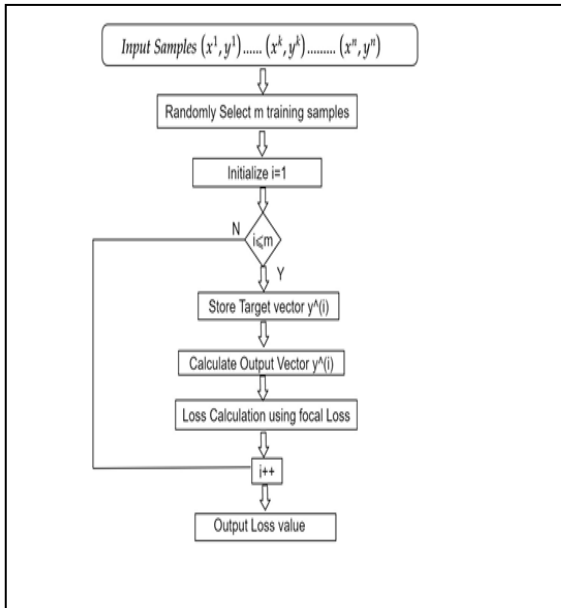 Input Samples (x¹, y¹)...... (xᵏ, yᵏ)......... (xⁿ, yⁿ)
Randomly Select m training samples
Initialize i=1
N
i⩽m
Y
Store Target vector y^(i)
Calculate Output Vector y^(i)
Loss Calculation using focal Loss
i++
Output Loss value